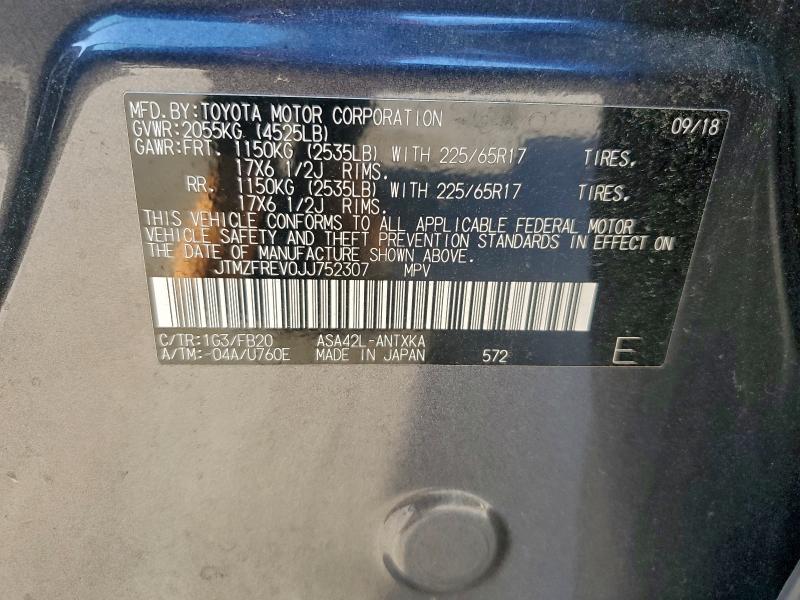 MFD.BY:TOYOTA MOTOR CORPORATION 09/18
GVWR:2055KG (4525LB)
GAWR:FRT. 1150KG (2535LB) WITH 225/65R17 TIRES,
17X6 1/2J RIMS.
RR. 1150KG (2535LB) WITH 225/65R17 TIRES,
17X6 1/2J RIMS.
THIS VEHICLE CONFORMS TO ALL APPLICABLE FEDERAL MOTOR
VEHICLE SAFETY AND THEFT PREVENTION STANDARDS IN EFFECT ON
THE DATE OF MANUFACTURE SHOWN ABOVE.
JTMZFREV0JJ752307 MPV
C/TR:1G3/FB20 ASA42L-ANTXKA
A/TM:-04A/U760E MADE IN JAPAN 572 E